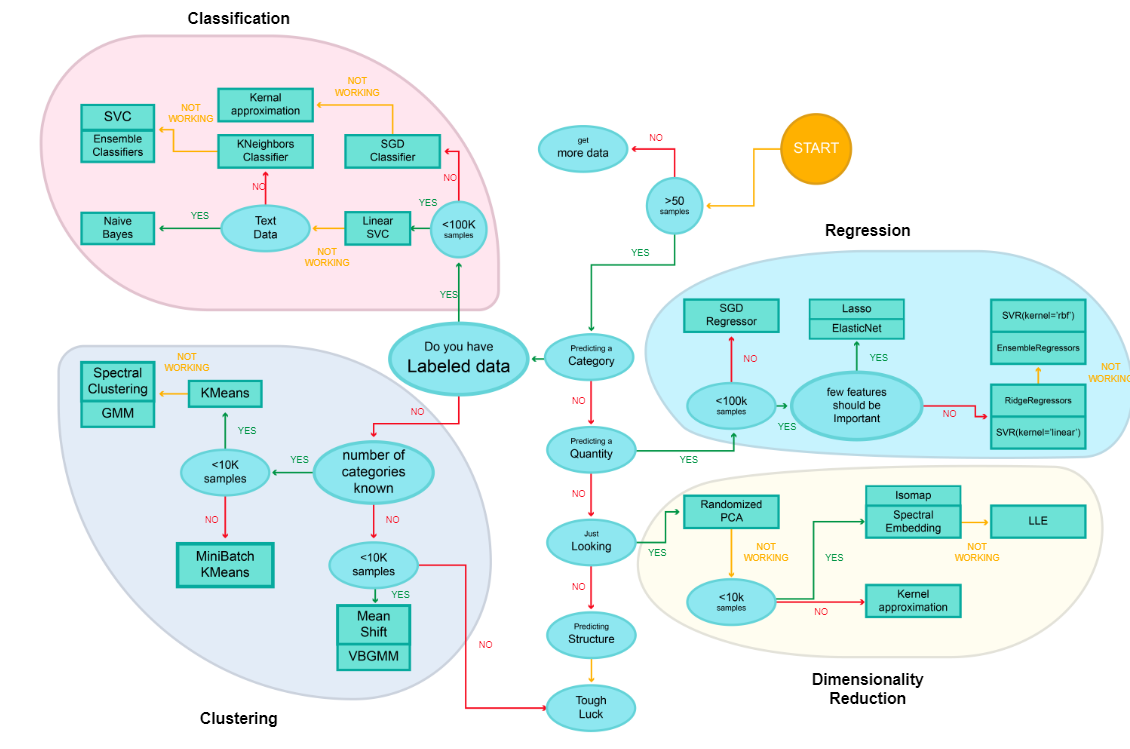 Classification
NOT
WORKING
Kernal
approximation
NOT
WORKING
SVC
Ensemble
Classifiers
KNeighbors
Classifier
SGD
Classifier
NO
NO
Naive
Bayes
YES
Text
Data
NOT
WORKING
Linear
SVC
YES
<100K
samples
YES
START
get
more data
NO
>50
samples
YES
Predicting a
Category
Do you have
Labeled data
NO
NO
Predicting a
Quantity
YES
NO
Just
Looking
YES
NO
Predicting
Structure
Tough
Luck
Regression
SGD
Regressor
NO
<100k
samples
YES
Lasso
ElasticNet
YES
few features
should be
Important
NO
SVR(kernel='rbf')
EnsembleRegressors
NOT
WORKING
RidgeRegressors
SVR(kernel='linear')
Spectral
Clustering
GMM
NOT
WORKING
KMeans
YES
<10K
samples
YES
number of
categories
known
NO
MiniBatch
KMeans
NO
<10K
samples
YES
NO
Mean
Shift
VBGMM
Clustering
Randomized
PCA
NOT
WORKING
<10k
samples
YES
NO
Isomap
Spectral
Embedding
NOT
WORKING
LLE
Kernel
approximation
Dimensionality
Reduction